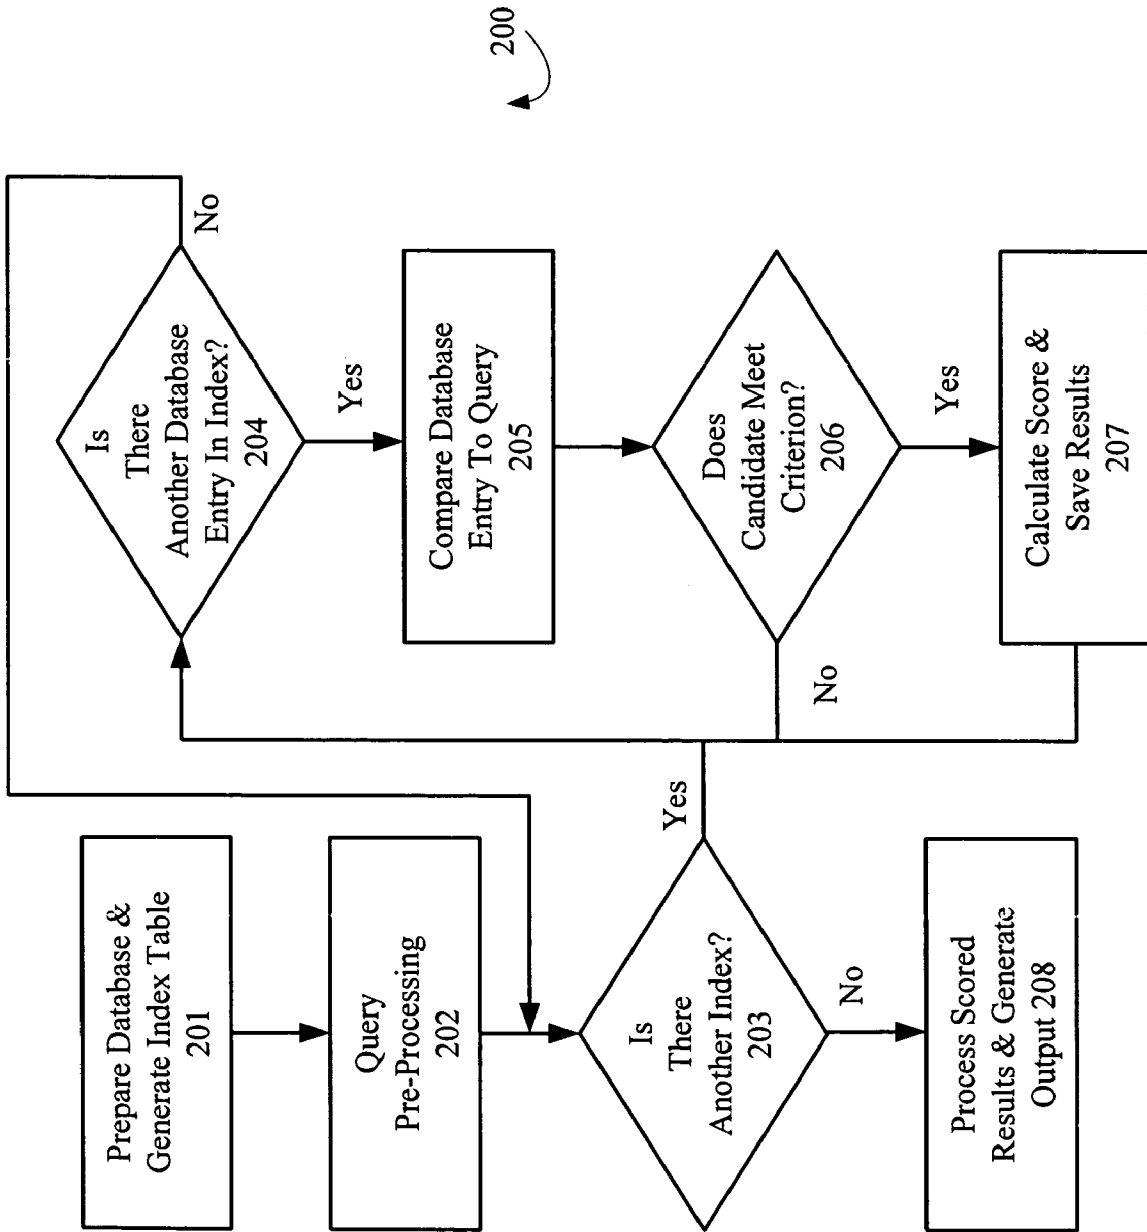 Prepare Database &
Generate Index Table
201
Query
Pre-Processing
202
Is
There
Another Index?
203
Yes
No
Process Scored
Results & Generate
Output 208
Is
There
Another Database
Entry In Index?
204
No
Yes
Compare Database
Entry To Query
205
Does
Candidate Meet
Criterion?
206
No
Yes
Calculate Score &
Save Results
207
200